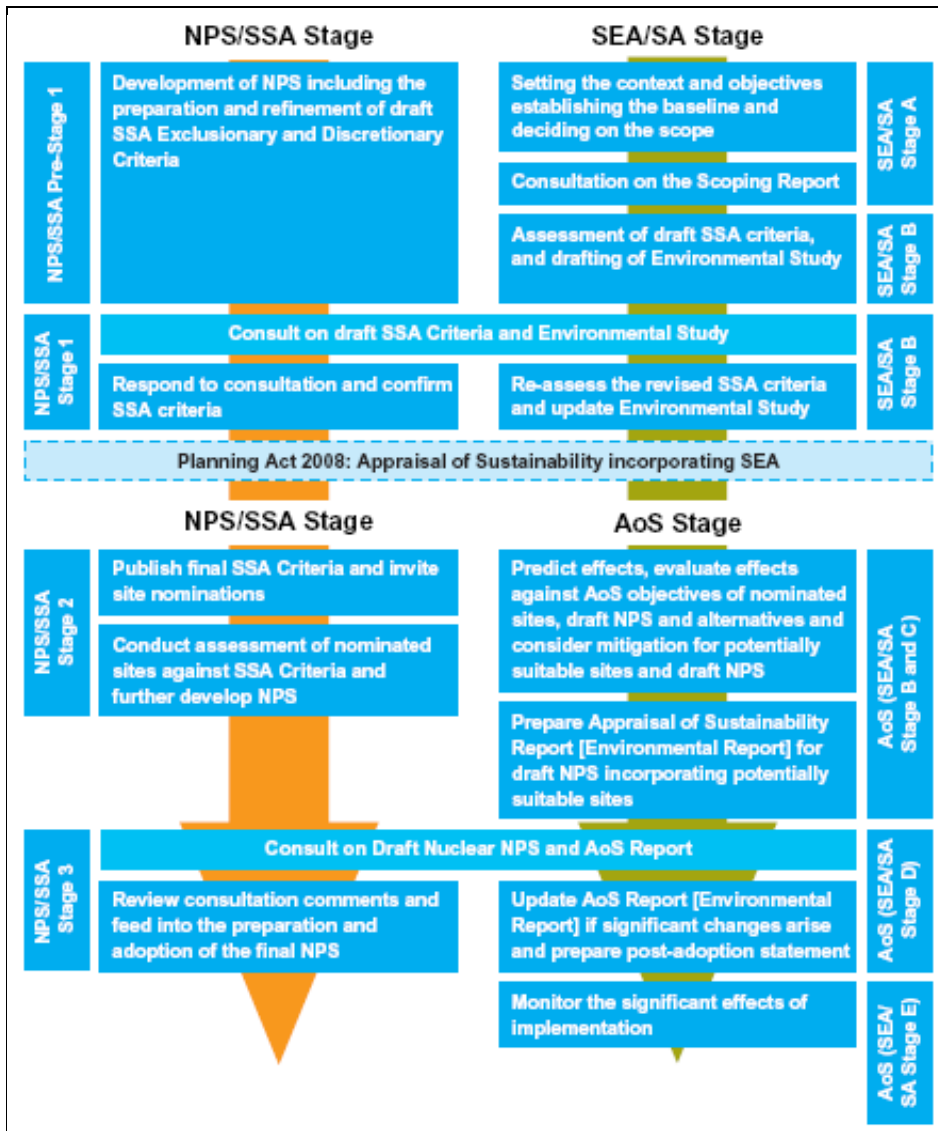 NPS/SSA Stage
SEA/SA Stage
NPS/SSA Pre-Stage 1
Development of NPS including the
preparation and refinement of draft
SSA Exclusionary and Discretionary
Criteria
Setting the context and objectives
establishing the baseline and
deciding on the scope
Consultation on the Scoping Report
SEA/SA
Stage A
Assessment of draft SSA criteria,
and drafting of Environmental Study
SEA/SA
Stage B
NPS/SSA
Stage 1
Consult on draft SSA Criteria and Environmental Study
Respond to consultation and confirm
SSA criteria
Re-assess the revised SSA criteria
and update Environmental Study
SEA/SA
Stage B
Planning Act 2008: Appraisal of Sustainability incorporating SEA
NPS/SSA Stage
AoS Stage
NPS/SSA
Stage 2
Publish final SSA Criteria and invite
site nominations
Conduct assessment of nominated
sites against SSA Criteria and
further develop NPS
Predict effects, evaluate effects
against AoS objectives of nominated
sites, draft NPS and alternatives and
consider mitigation for potentially
suitable sites and draft NPS
Prepare Appraisal of Sustainability
Report [Environmental Report] for
draft NPS incorporating potentially
suitable sites
AoS (SEA/SA
Stage B and C)
NPS/SSA
Stage 3
Consult on Draft Nuclear NPS and AoS Report
Review consultation comments and
feed into the preparation and
adoption of the final NPS
Update AoS Report [Environmental
Report] if significant changes arise
and prepare post-adoption statement
AoS (SEA/SA
Stage D)
Monitor the significant effects of
implementation
AoS (SEA/
SA Stage E)